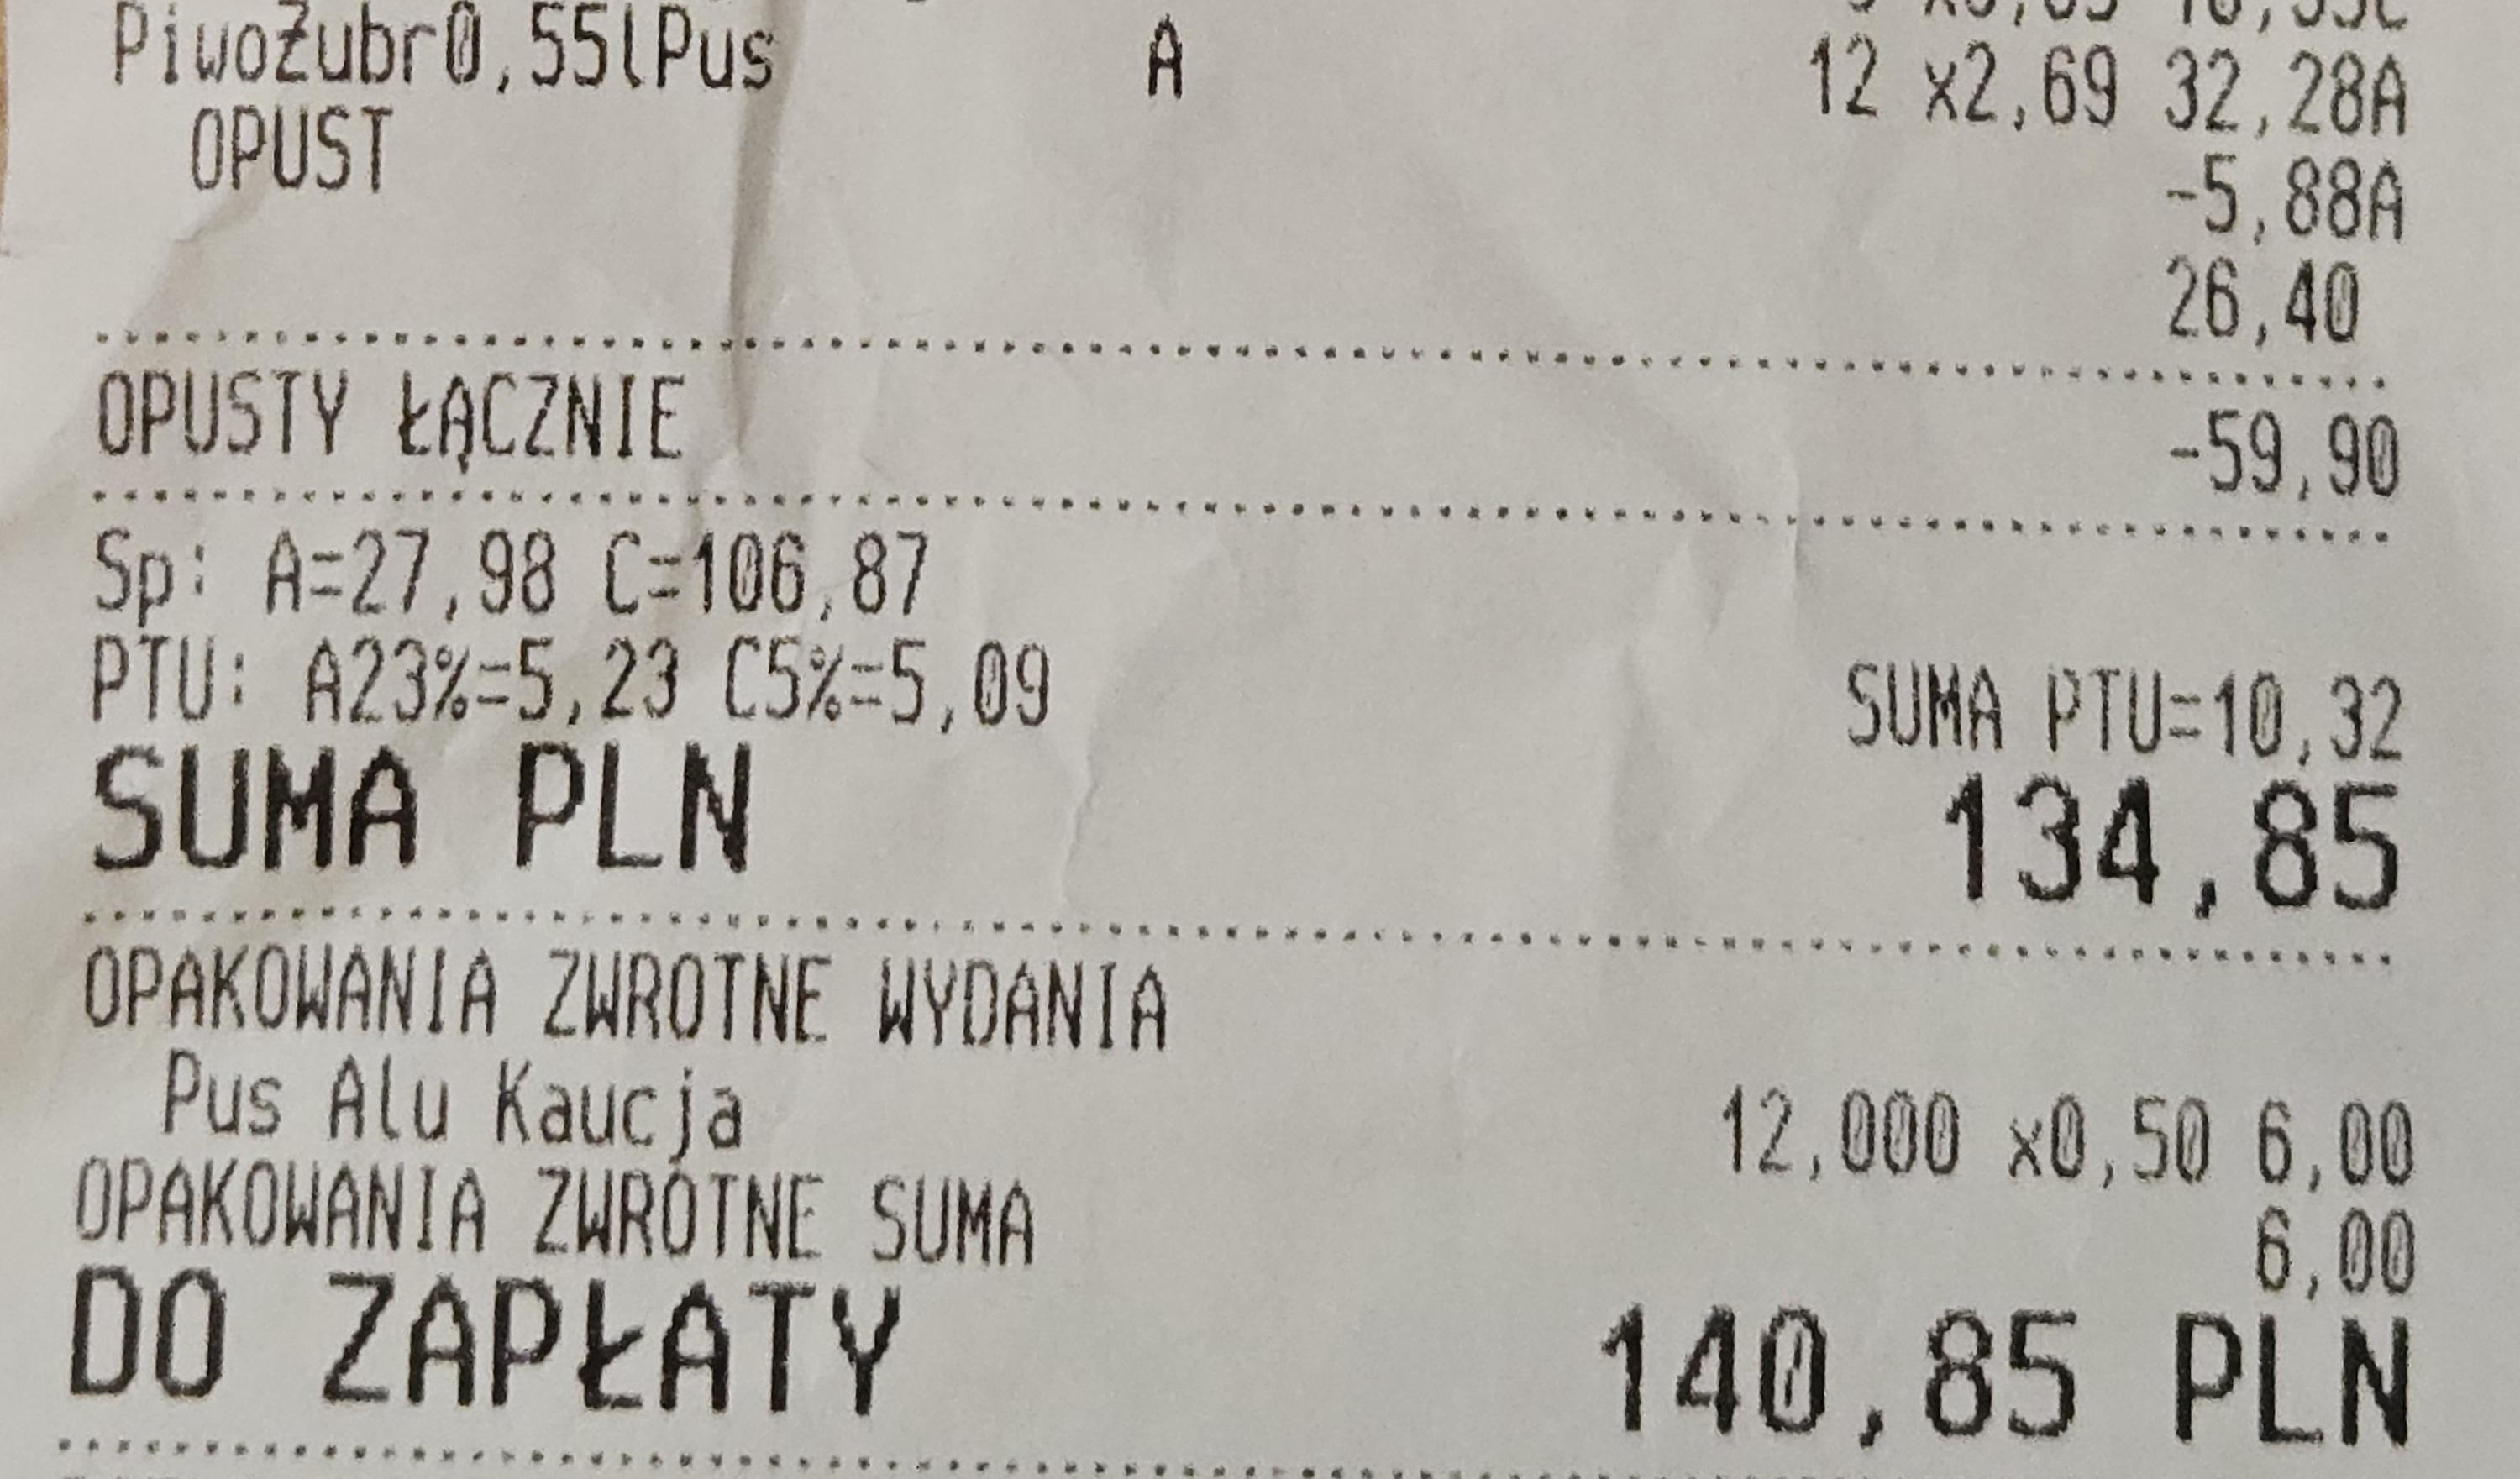 PiwoŻubr0,55lPus A 12 x2,69 32,28A
OPUST -5,88A
26,40
OPUSTY ŁĄCZNIE -59,90
Sp: A=27,98 C=106,87
PTU: A23%=5,23 C5%=5,09
SUMA PTU=10,32
SUMA PLN 134,85
OPAKOWANIA ZWROTNE WYDANIA
Pus Alu Kaucja 12,000 x0,50 6,00
OPAKOWANIA ZWROTNE SUMA 6,00
DO ZAPŁATY 140,85 PLN